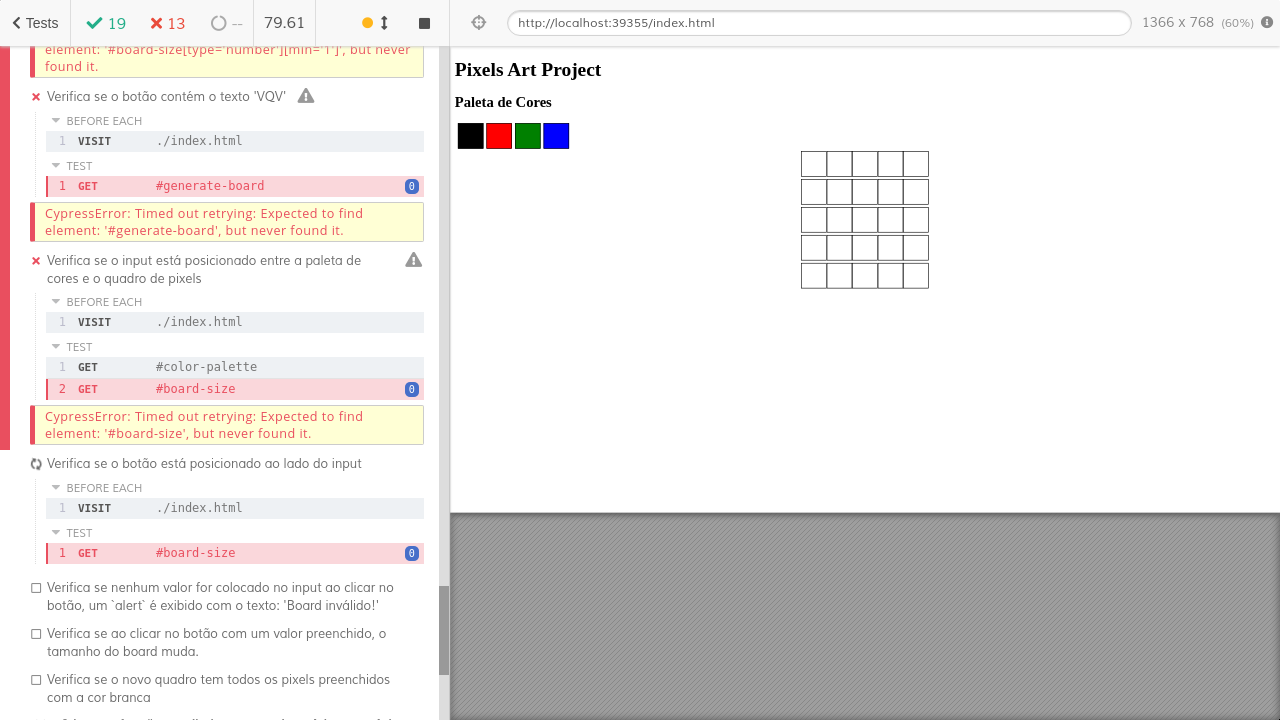 Tests
19
13
--
79.61
http://localhost:39355/index.html
1366 x 768 (60%)
element: '#board-size[type='number'][min='1']', but never
found it.
Verifica se o botão contém o texto 'VQV'
BEFORE EACH
1 VISIT ./index.html
TEST
1 GET #generate-board 0
CypressError: Timed out retrying: Expected to find
element: '#generate-board', but never found it.
Verifica se o input está posicionado entre a paleta de
cores e o quadro de pixels
BEFORE EACH
1 VISIT ./index.html
TEST
1 GET #color-palette
2 GET #board-size 0
CypressError: Timed out retrying: Expected to find
element: '#board-size', but never found it.
Verifica se o botão está posicionado ao lado do input
BEFORE EACH
1 VISIT ./index.html
TEST
1 GET #board-size 0
Verifica se nenhum valor for colocado no input ao clicar no
botão, um `alert` é exibido com o texto: 'Board inválido!'
Verifica se ao clicar no botão com um valor preenchido, o
tamanho do board muda.
Verifica se o novo quadro tem todos os pixels preenchidos
com a cor branca
Pixels Art Project
Paleta de Cores